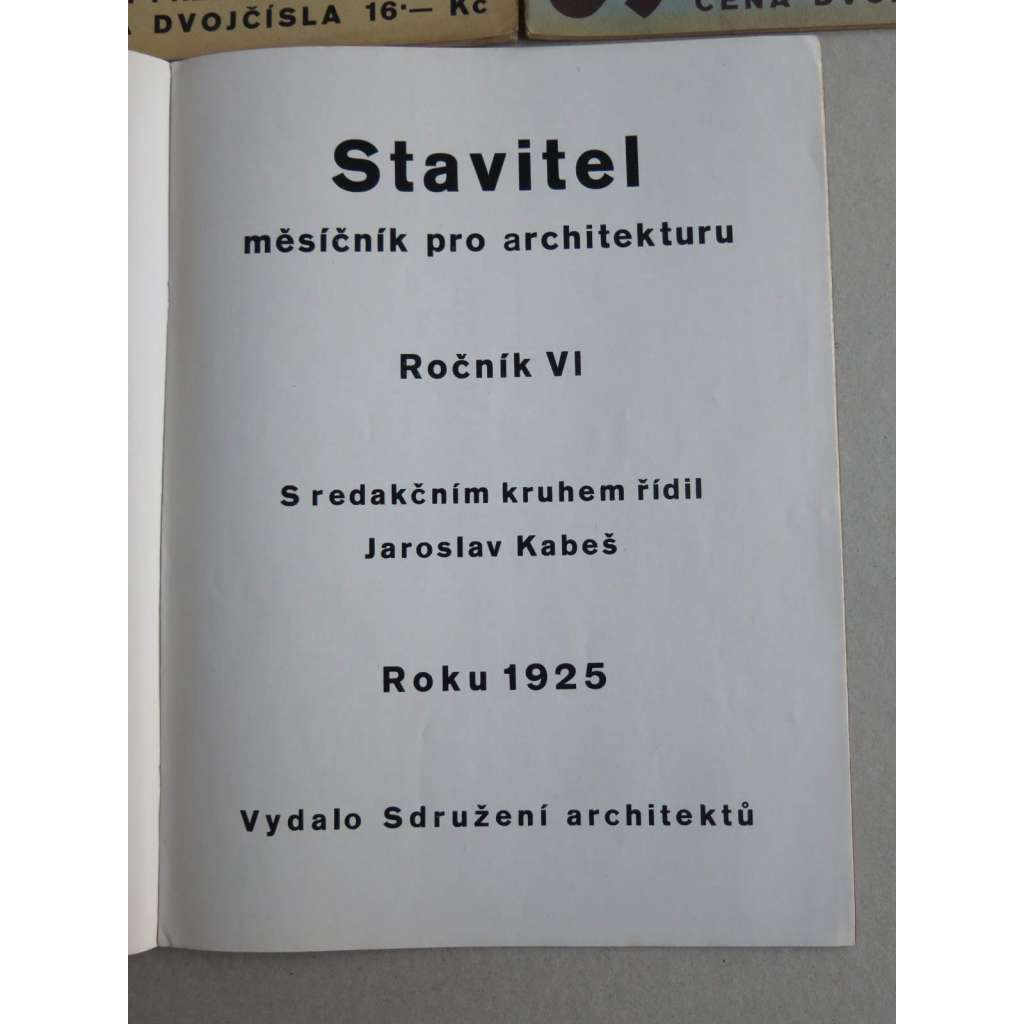 DVOJČÍSLA 16·— Kč
CENA
Stavitel
měsíčník pro architekturu
Ročník VI
S redakčním kruhem řídil
Jaroslav Kabeš
Roku 1925
Vydalo Sdružení architektů